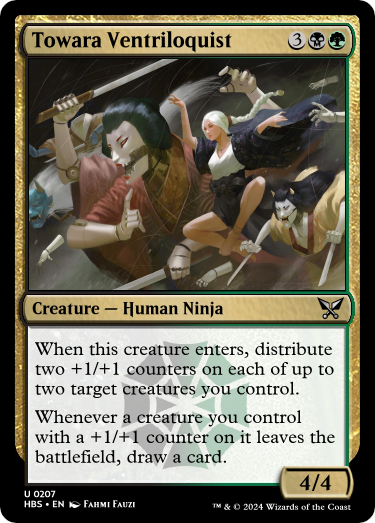 Towara Ventriloquist 3
Creature — Human Ninja
When this creature enters, distribute
two +1/+1 counters on each of up to
two target creatures you control.
Whenever a creature you control
with a +1/+1 counter on it leaves the
battlefield, draw a card.
4/4
U 0207
HBS • EN Fahmi Fauzi
™ & © 2024 Wizards of the Coast